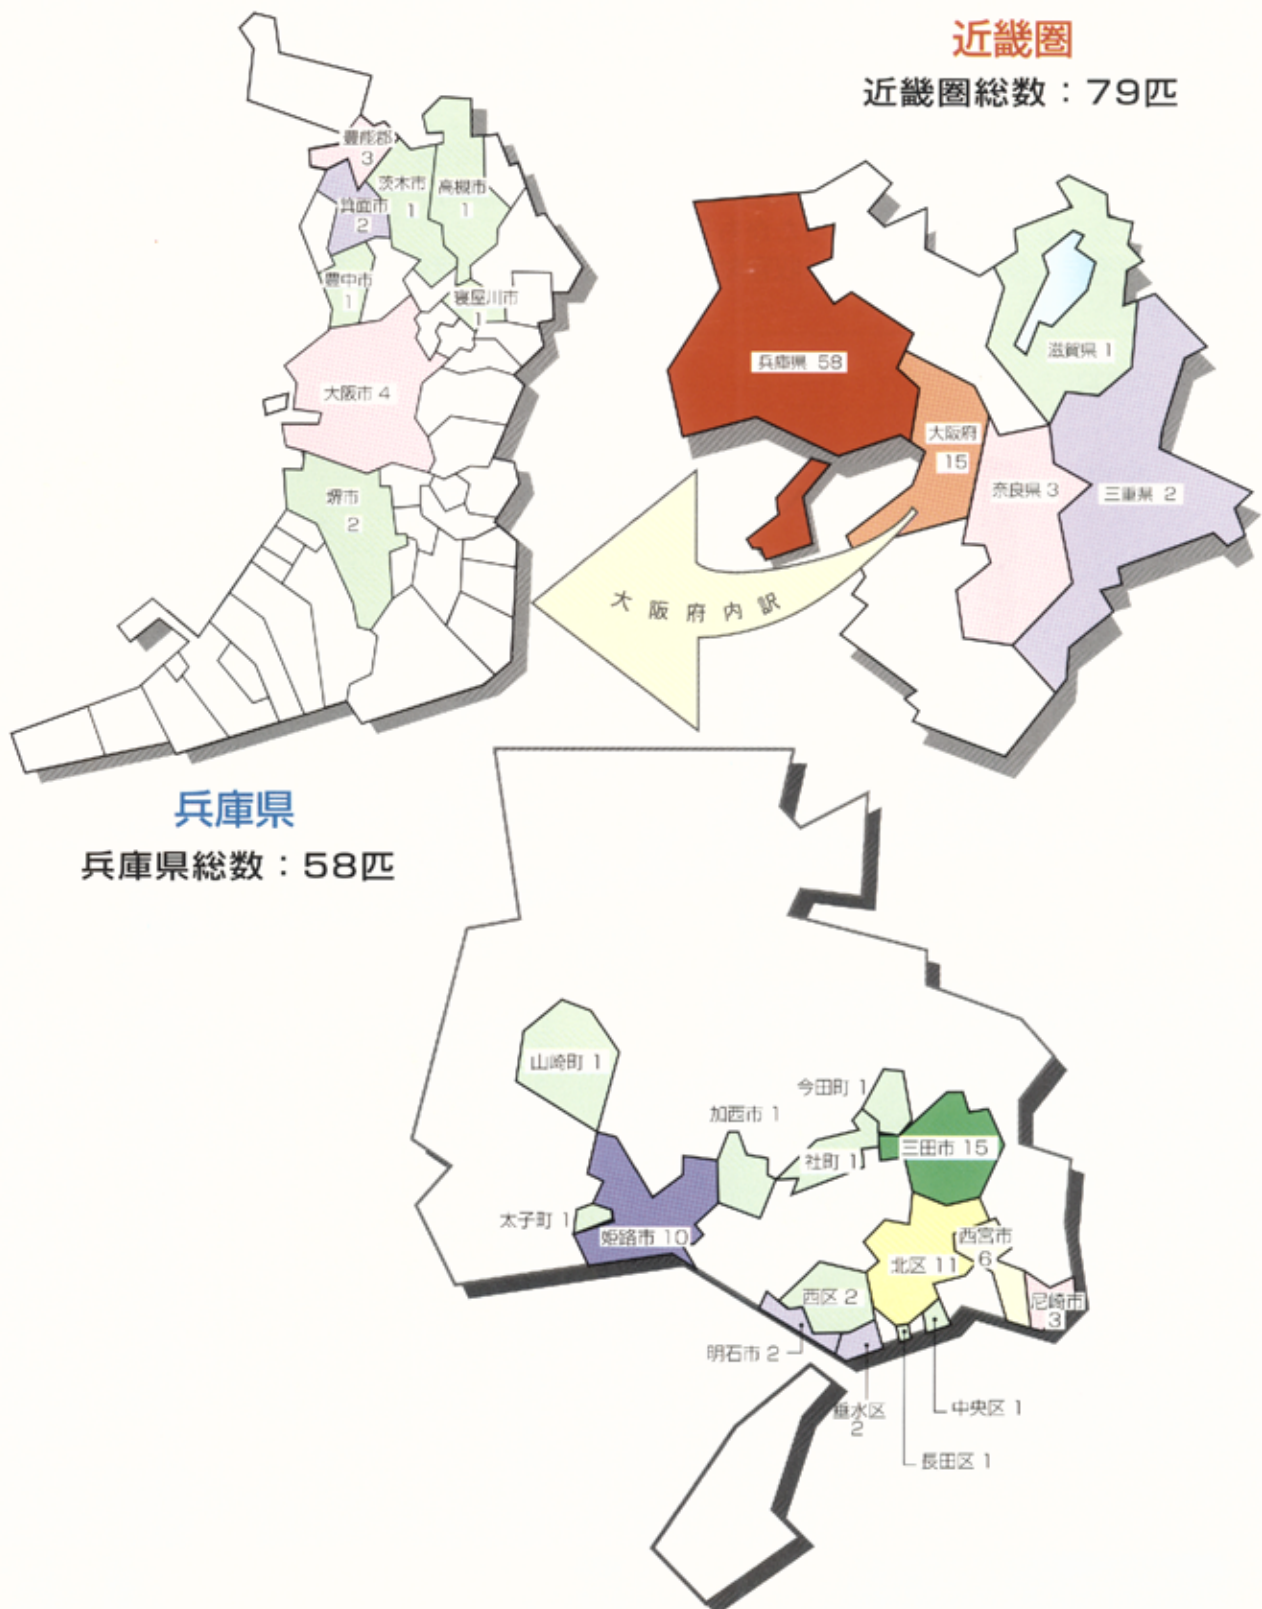 近畿圏
近畿圏総数：79匹
豊能郡
3
茨木市
1
高槻市
1
箕面市
2
豊中市
1
寝屋川市
1
大阪市 4
堺市
2
兵庫県 58
大阪府
15
滋賀県 1
奈良県 3
三重県 2
大阪府内訳
兵庫県
兵庫県総数：58匹
山崎町 1
今田町 1
加西市 1
社町 1
三田市 15
太子町 1
姫路市 10
西宮市
6
北区 11
西区 2
尼崎市
3
明石市 2
垂水区
2
中央区 1
長田区 1